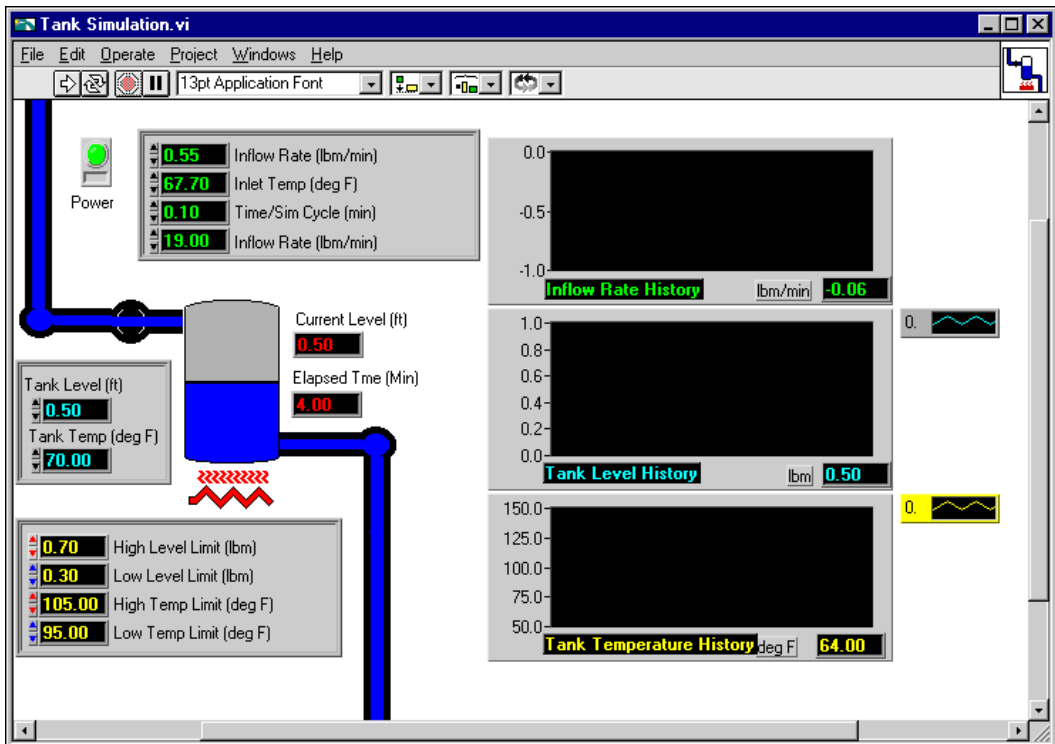 Tank Simulation.vi
File Edit Operate Project Windows Help
13pt Application Font
Power
0.55 Inflow Rate (lbm/min)
67.70 Inlet Temp (deg F)
0.10 Time/Sim Cycle (min)
19.00 Inflow Rate (lbm/min)
0.0
-0.5
-1.0
Inflow Rate History lbm/min -0.06
Current Level (ft)
0.50
Elapsed Tme (Min)
4.00
Tank Level (ft)
0.50
Tank Temp (deg F)
70.00
1.0
0.8
0.6
0.4
0.2
0.0
Tank Level History lbm 0.50
0.
0.70 High Level Limit (lbm)
0.30 Low Level Limit (lbm)
105.00 High Temp Limit (deg F)
95.00 Low Temp Limit (deg F)
150.0
125.0
100.0
75.0
50.0
Tank Temperature History deg F 64.00
0.